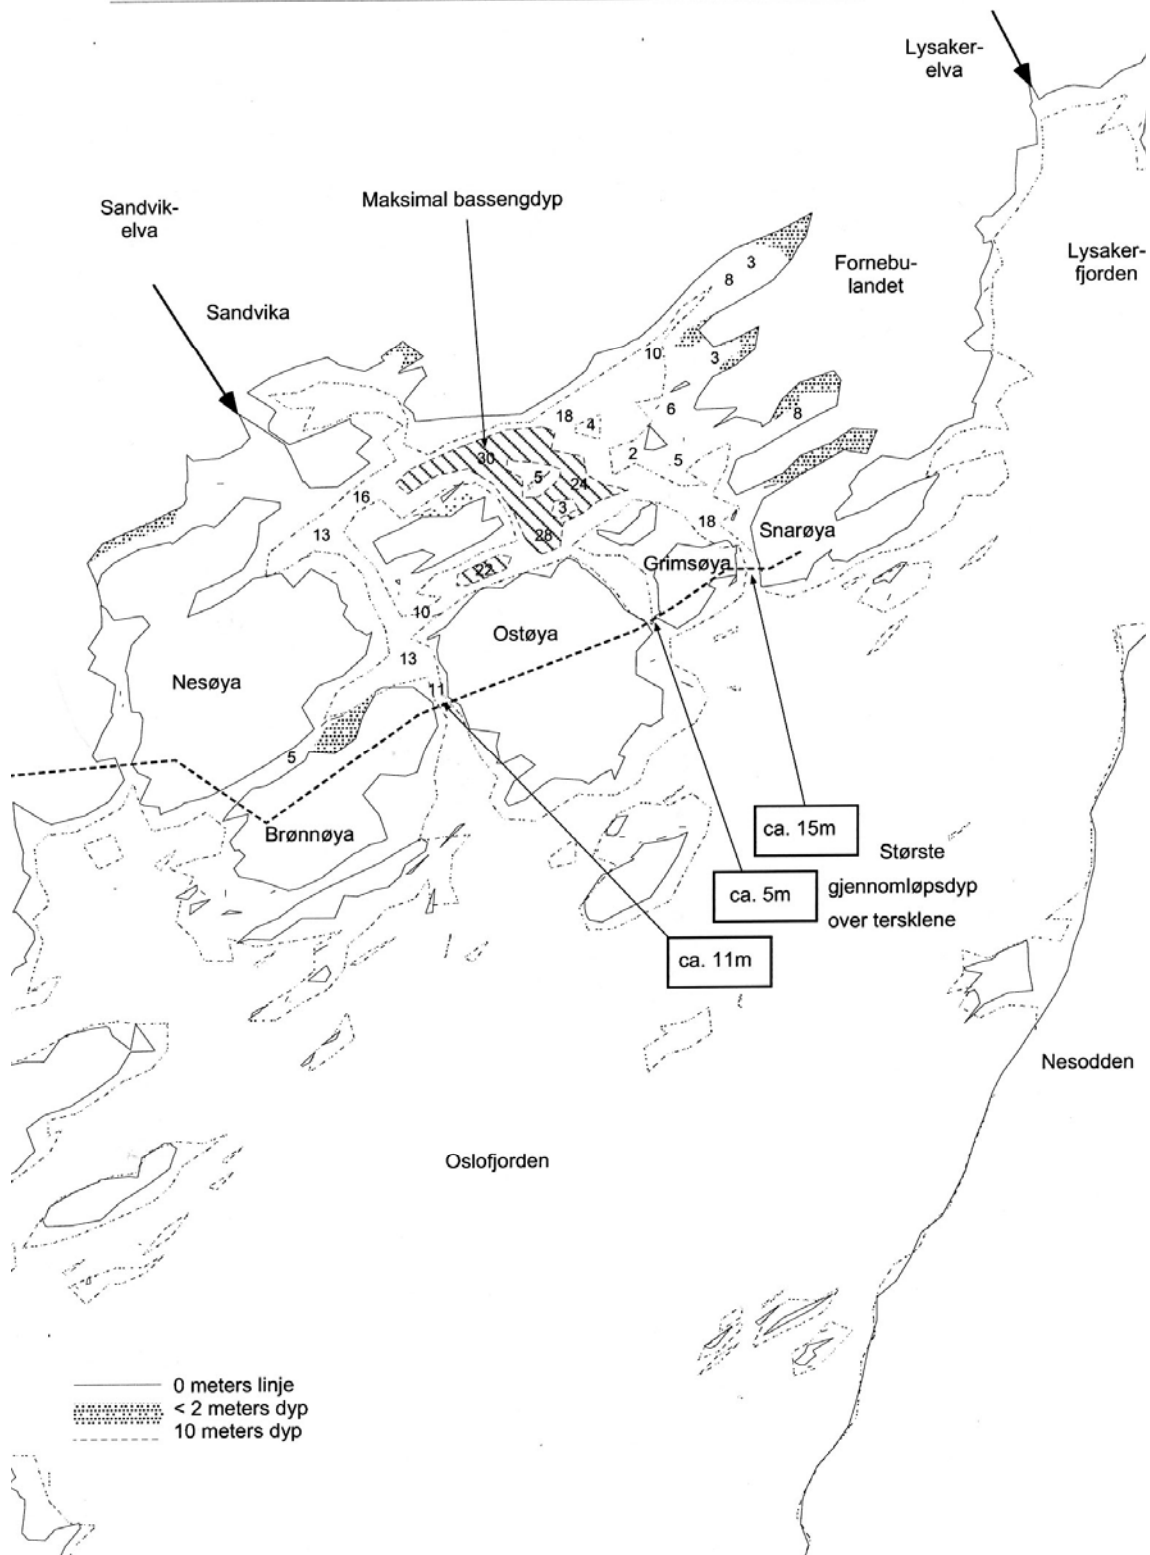 Lysaker-
elva
Maksimal bassengdyp
Sandvik-
elva
Lysaker-
fjorden
Fornebu-
landet
3
8
Sandvika
10
3
18
4
6
8
2
5
30
5
24
16
3
18
13
28
Snarøya
Grimsøya
22
10
Ostøya
13
Nesøya
11
5
Brønnøya
ca. 15m
Største
gjennomløpsdyp
over tersklene
ca. 5m
ca. 11m
Nesodden
Oslofjorden
0 meters linje
< 2 meters dyp
10 meters dyp